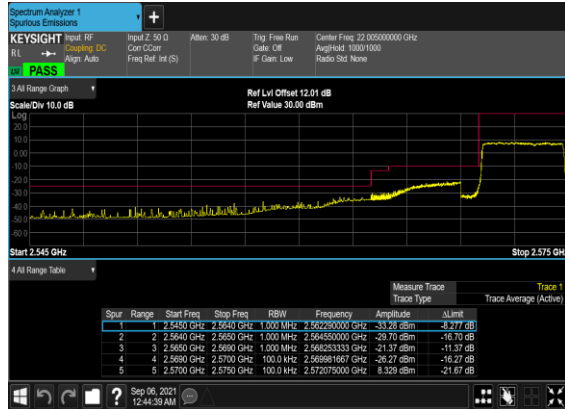 Spectrum Analyzer 1
Spurious Emissions
KEYSIGHT Input: RF Input Z: 50 Ω Atten: 30 dB Trig: Free Run Center Freq: 22.005000000 GHz
RL Coupling: DC Corr CCorr Gate: Off Avg|Hold: 1000/1000
Align: Auto Freq Ref: Int (S) IF Gain: Low Radio Std: None
PASS
3 All Range Graph
Ref Lvl Offset 12.01 dB
Scale/Div 10.0 dB Ref Value 30.00 dBm
Log
20.0
10.0
0.00
-10.0
-20.0
-30.0
-40.0
-50.0
-60.0
Start 2.545 GHz Stop 2.575 GHz
4 All Range Table
Measure Trace Trace 1
Trace Type Trace Average (Active)
Spur Range Start Freq Stop Freq RBW Frequency Amplitude ΔLimit
1 1 2.5450 GHz 2.5640 GHz 1.000 MHz 2.562290000 GHz -33.28 dBm -8.277 dB
2 2 2.5640 GHz 2.5650 GHz 1.000 MHz 2.564550000 GHz -29.70 dBm -16.70 dB
3 3 2.5650 GHz 2.5690 GHz 1.000 MHz 2.568253333 GHz -21.37 dBm -11.37 dB
4 4 2.5690 GHz 2.5700 GHz 100.0 kHz 2.569981667 GHz -26.27 dBm -16.27 dB
5 5 2.5700 GHz 2.5750 GHz 100.0 kHz 2.572075000 GHz 8.329 dBm -21.67 dB
Sep 06, 2021
12:44:39 AM